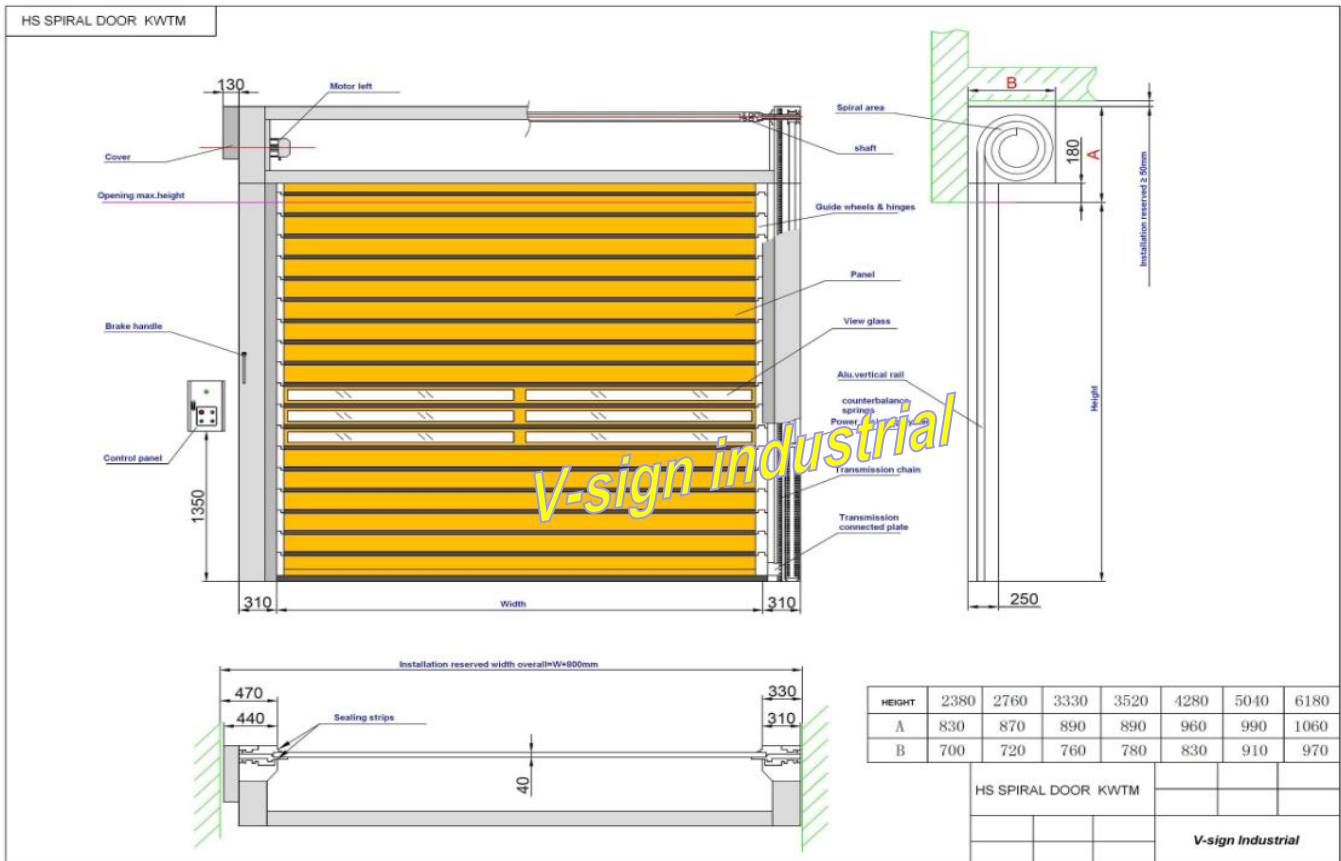 HS SPIRAL DOOR KWTM
130
Motor left
B
Spiral area
shaft
180
A
Installation reserved ≥ 50mm
Cover
Opening max.height
Guide wheels & hinges
Panel
Brake handle
View glass
Alu.vertical rail
counterbalance
springs
Power
Height
V-sign industrial
Control panel
Transmission chain
1350
Transmission
connected plate
310
Width
310
250
Installation reserved width overall=W+800mm
470
330
440
Sealing strips
310
40
HEIGHT 2380 2760 3330 3520 4280 5040 6180
A 830 870 890 890 960 990 1060
B 700 720 760 780 830 910 970
HS SPIRAL DOOR KWTM
V-sign Industrial